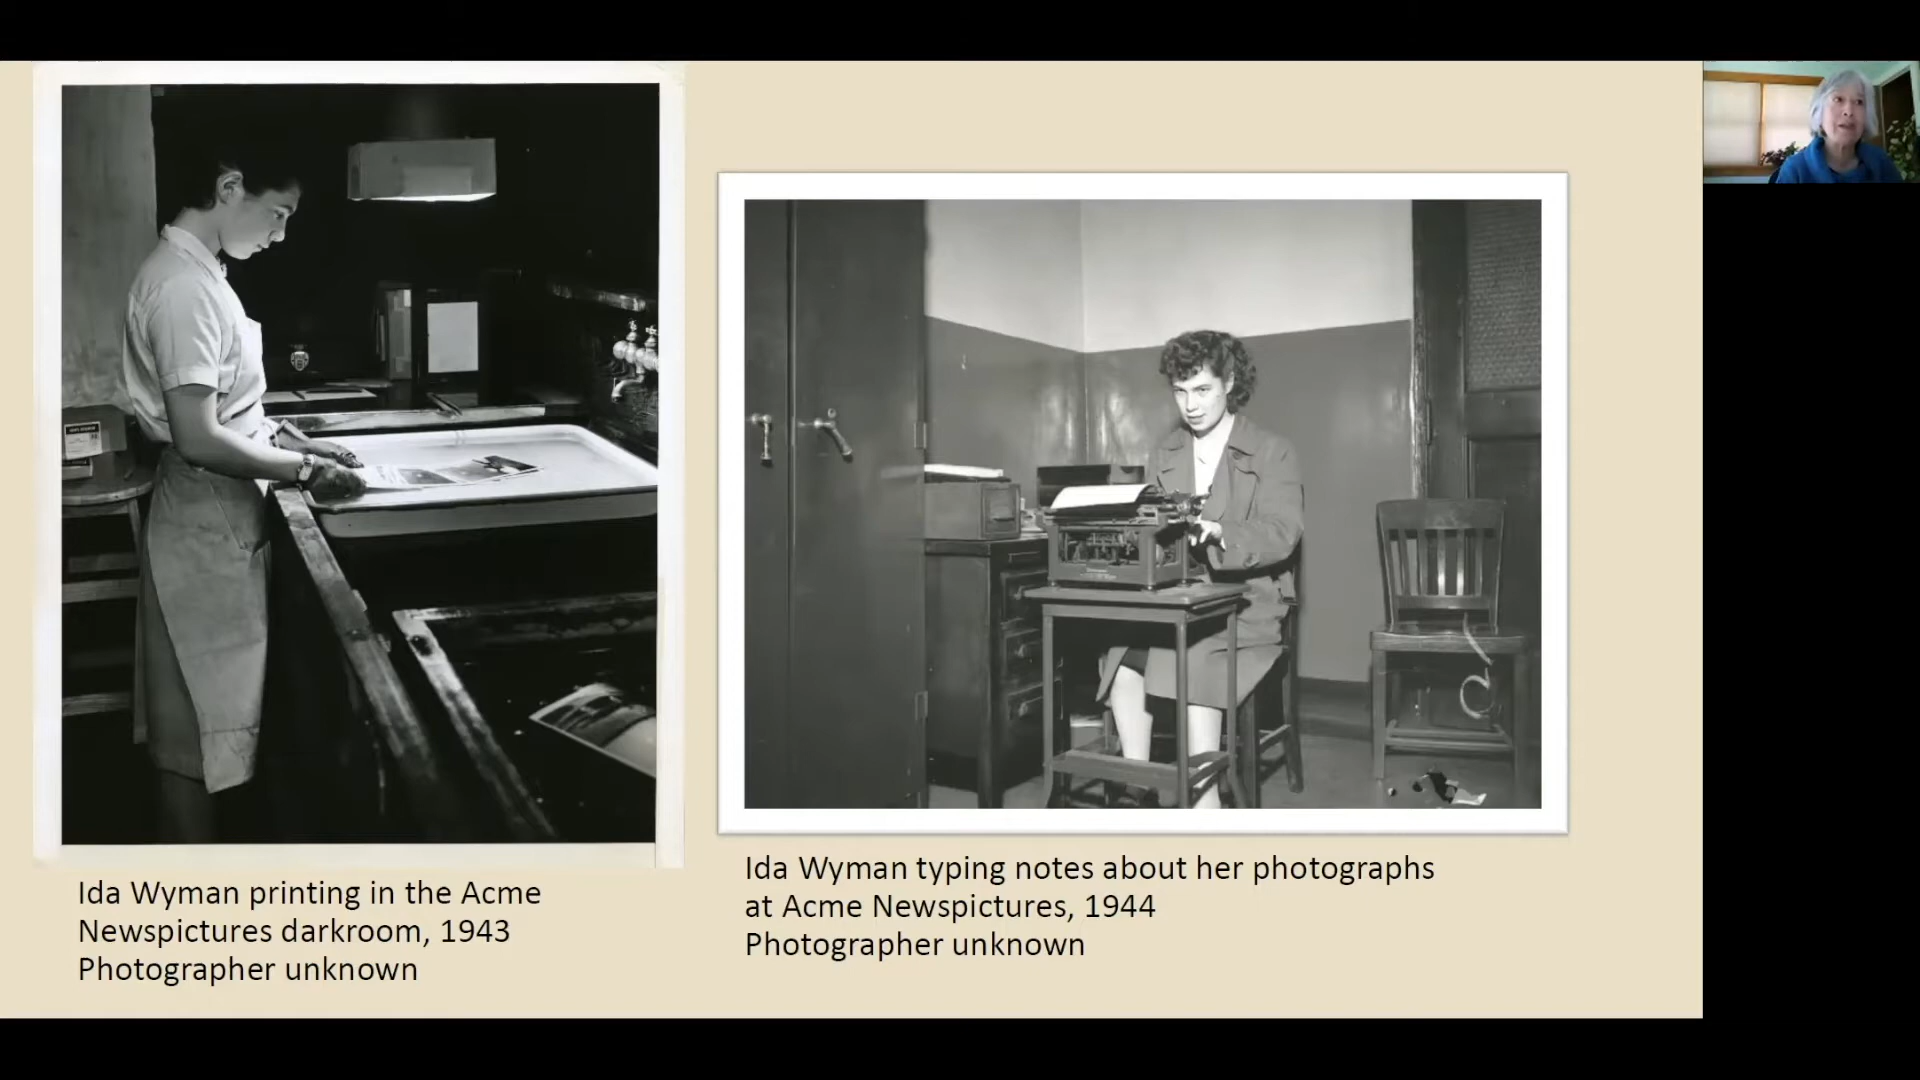 Ida Wyman printing in the Acme
Newspictures darkroom, 1943
Photographer unknown
Ida Wyman typing notes about her photographs
at Acme Newspictures, 1944
Photographer unknown